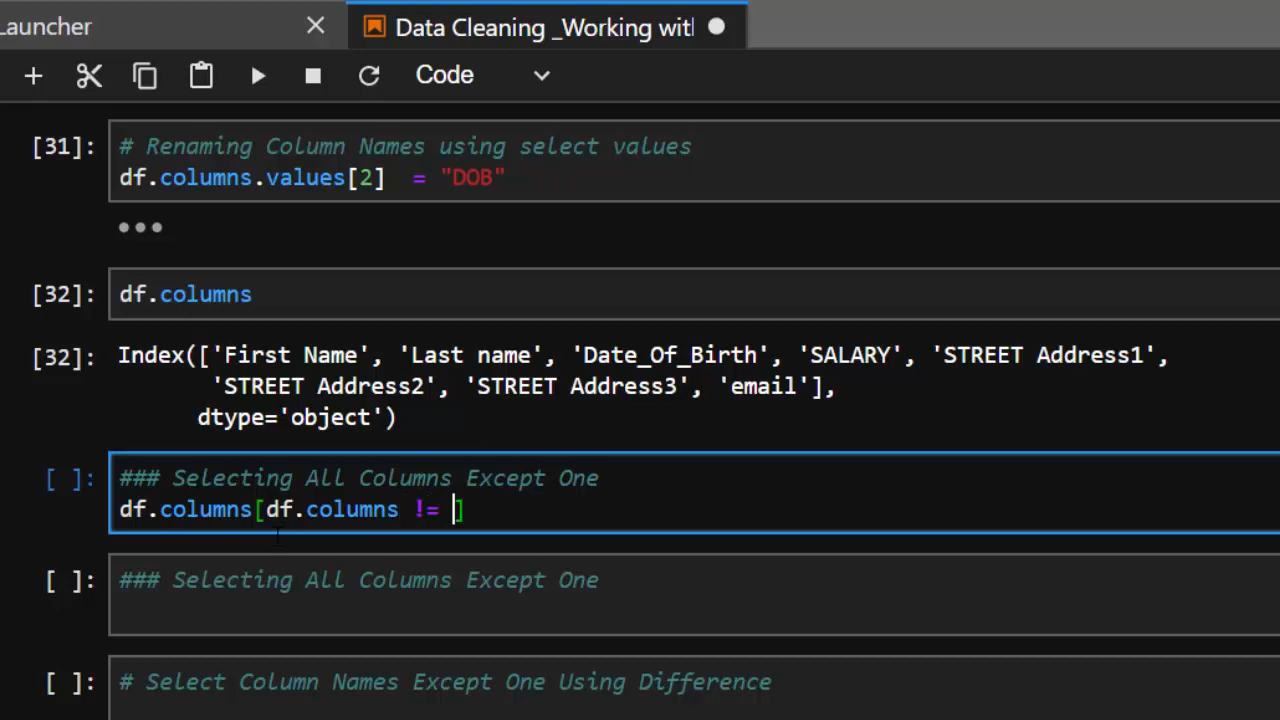 Launcher
Data Cleaning _Working wit
Code
[31]:
# Renaming Column Names using select values
df.columns.values[2]  = "DOB"
[32]:
df.columns
[32]:
Index(['First Name', 'Last name', 'Date_Of_Birth', 'SALARY', 'STREET Address1',
'STREET Address2', 'STREET Address3', 'email'],
dtype='object')
[ ]:
### Selecting All Columns Except One
df.columns[df.columns != ]
[ ]:
### Selecting All Columns Except One
[ ]:
# Select Column Names Except One Using Difference